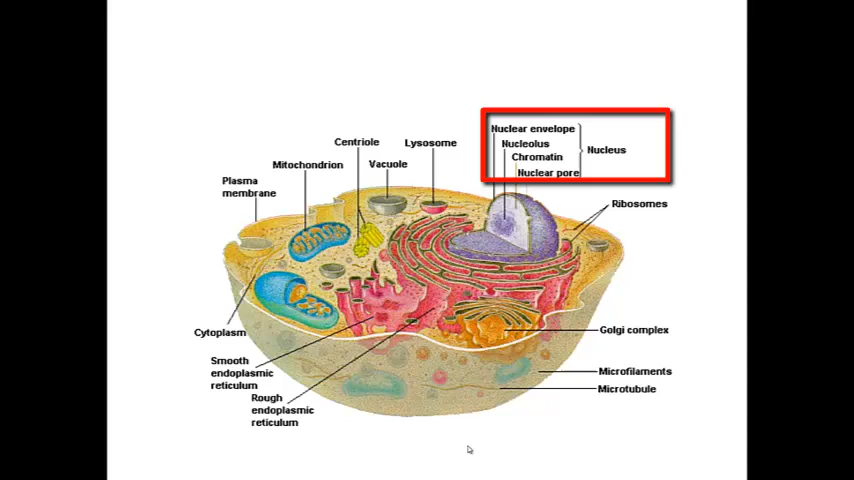 Nuclear envelope
Nucleolus
Chromatin
Nuclear pore
Nucleus
Centriole
Lysosome
Mitochondrion
Vacuole
Plasma
membrane
Ribosomes
Cytoplasm
Golgi complex
Smooth
endoplasmic
reticulum
Microfilaments
Microtubule
Rough
endoplasmic
reticulum